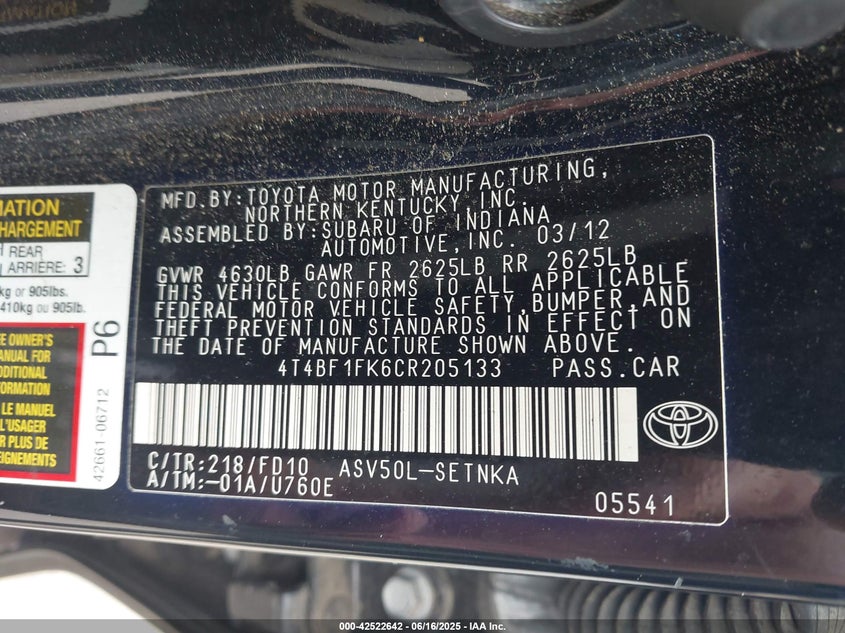 MFD.BY:TOYOTA MOTOR MANUFACTURING,
NORTHERN KENTUCKY, INC.
ASSEMBLED BY:SUBARU OF INDIANA
AUTOMOTIVE,INC. 03/12
GVWR 4630LB GAWR FR 2625LB RR 2625LB
THIS VEHICLE CONFORMS TO ALL APPLICABLE
FEDERAL MOTOR VEHICLE SAFETY,BUMPER,AND
THEFT PREVENTION STANDARDS IN EFFECT ON
THE DATE OF MANUFACTURE SHOWN ABOVE.
4T4BF1FK6CR205133 PASS.CAR
C/TR:218/FD10 ASV50L-SETNKA
A/TM:-01A/U760E
05541
MATION
HARGEMENT
REAR
ARRIÈRE: 3
kg or 905lbs.
410kg ou 905lb.
EE OWNER'S
MANUAL FOR
ADDITIONAL
FORMATION
LE MANUEL
L'USAGER
R PLUS DE
EIGNEMENTS
P6
42661-06712
000-42522642 - 06/16/2025 - IAA Inc.